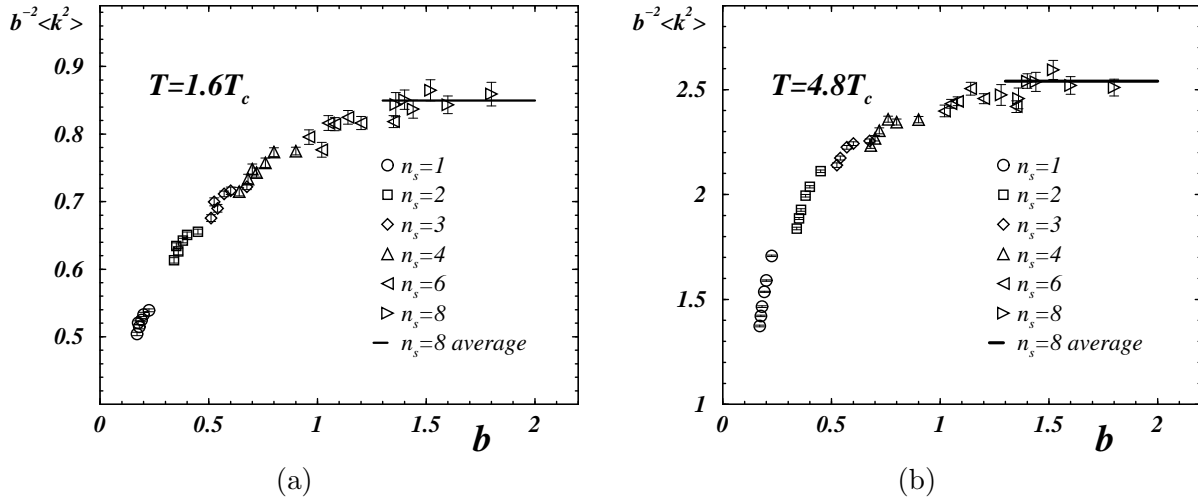 b⁻²<k²>
0.9
0.8
0.7
0.6
0.5
T=1.6T_c
n_s=1
n_s=2
n_s=3
n_s=4
n_s=6
n_s=8
n_s=8 average
0
0.5
1
1.5
2
b
(a)
b⁻²<k²>
2.5
2
1.5
1
T=4.8T_c
n_s=1
n_s=2
n_s=3
n_s=4
n_s=6
n_s=8
n_s=8 average
0
0.5
1
1.5
2
b
(b)